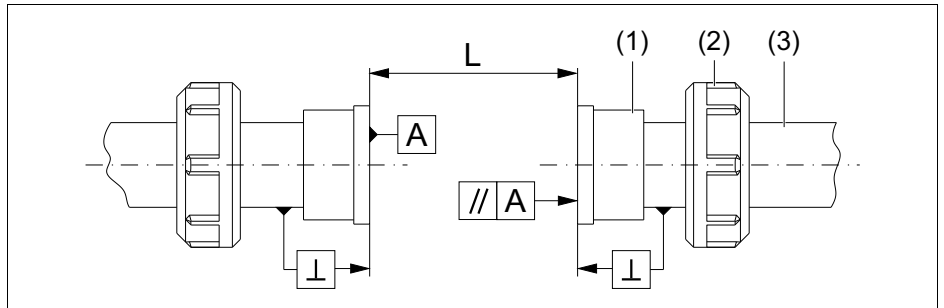 L (1) (2) (3)
A
// A
⊥ ⊥